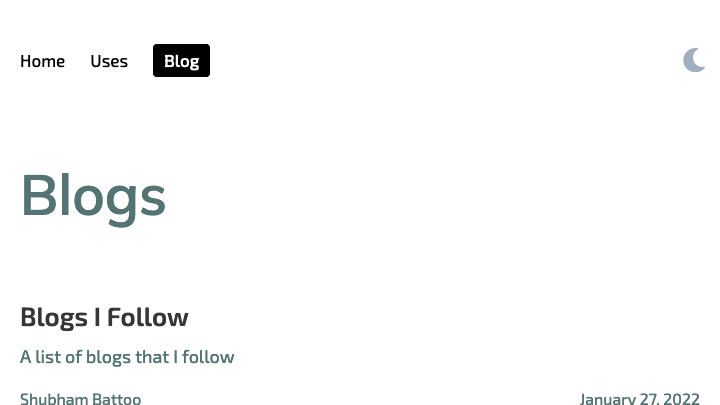 Home Uses Blog
Blogs
Blogs I Follow
A list of blogs that I follow
Shubham Battoo January 27, 2022